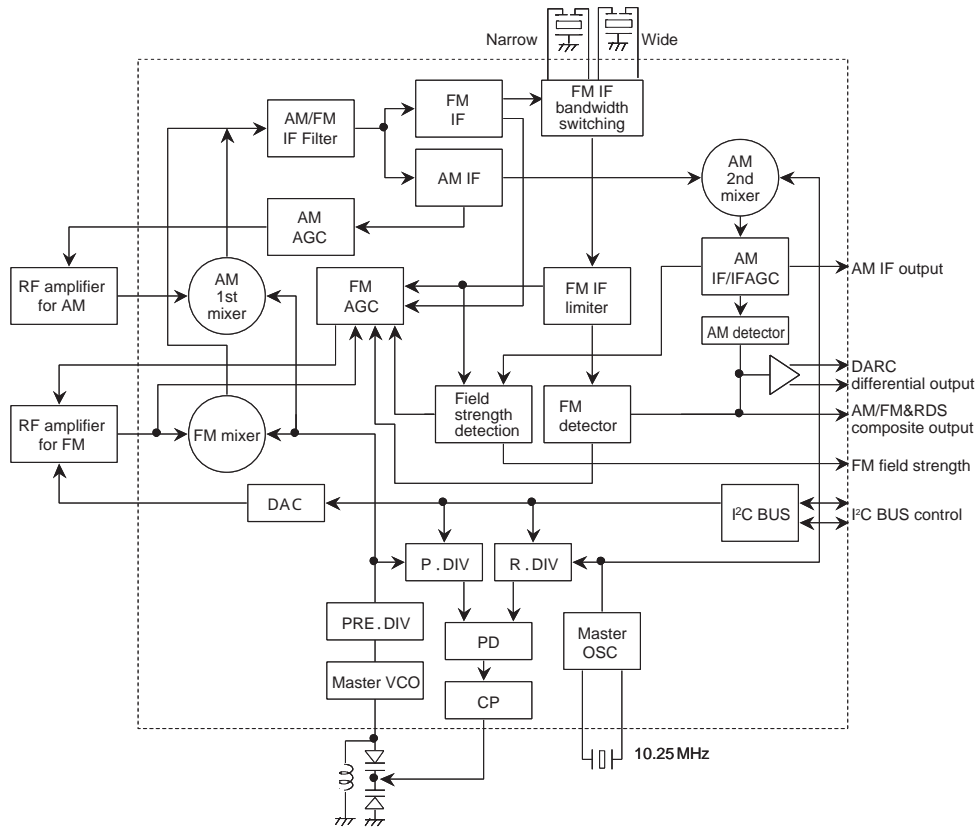 Narrow
Wide
AM/FM
IF Filter
FM
IF
FM IF
bandwidth
switching
AM IF
AM
2nd
mixer
AM
AGC
RF amplifier
for AM
AM
1st
mixer
FM
AGC
FM IF
limiter
AM
IF/IFAGC
AM IF output
AM detector
DARC
differential output
RF amplifier
for FM
FM mixer
Field
strength
detection
FM
detector
AM/FM&RDS
composite output
FM field strength
DAC
I²C BUS
I²C BUS control
P.DIV
R.DIV
PRE.DIV
PD
Master
OSC
Master VCO
CP
10.25 MHz